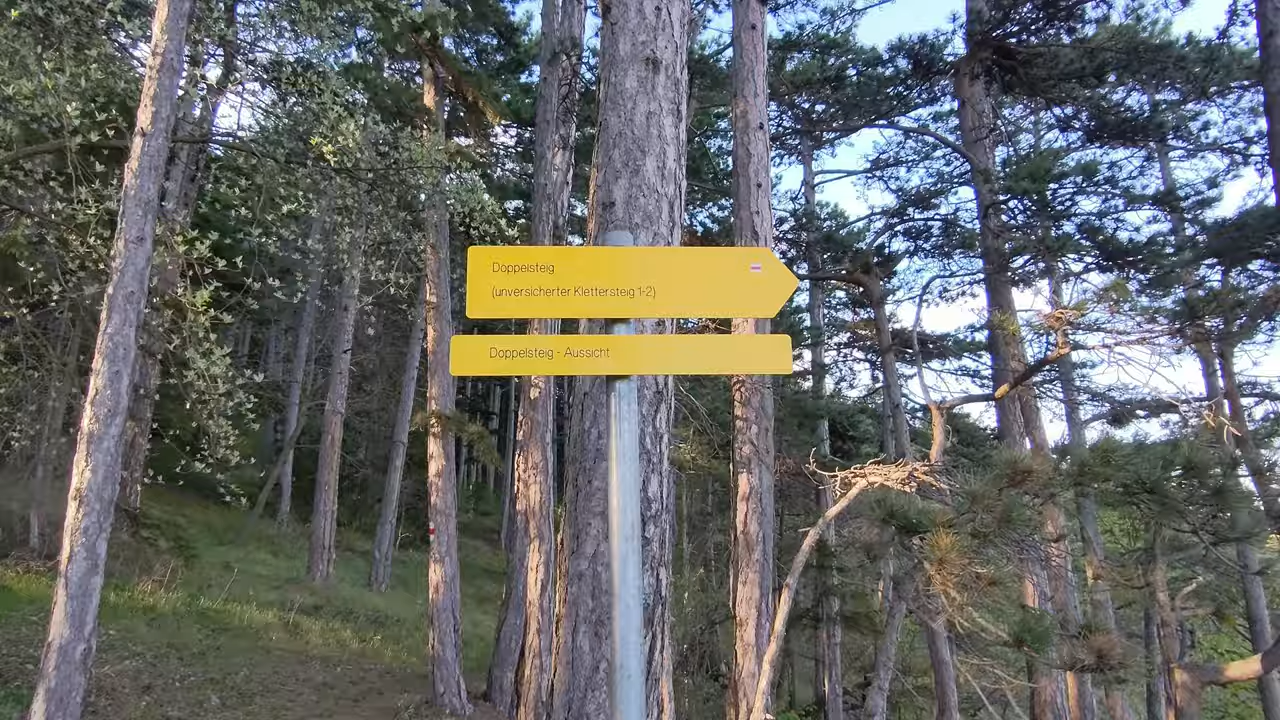 Doppelsteig
(unversicherter Klettersteig 1-2)
Doppelsteig - Aussicht